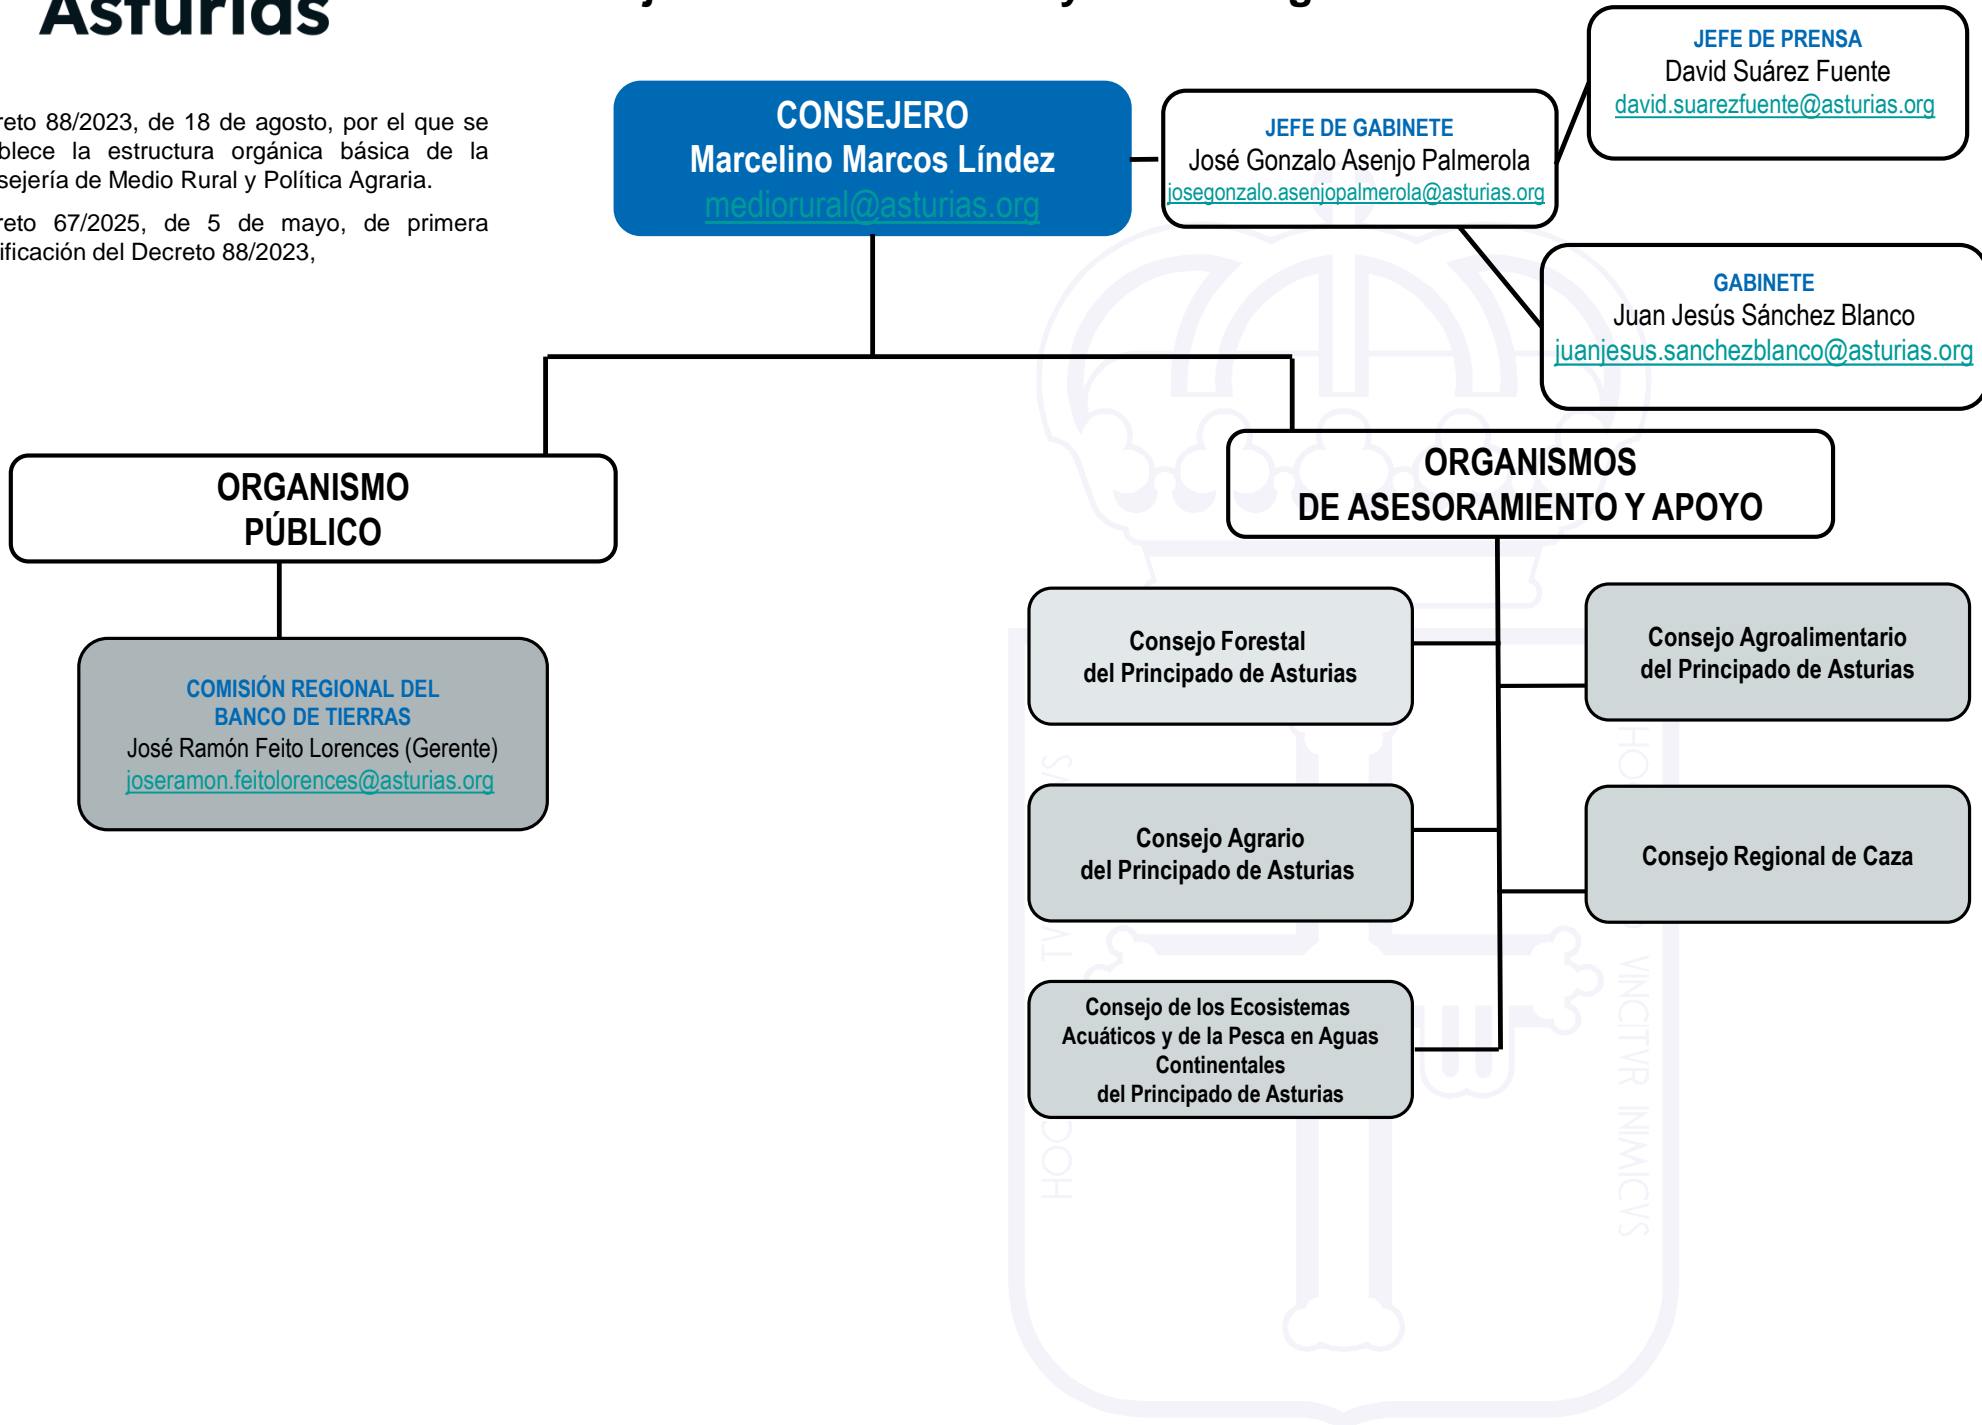 Asturias
88/2023, de 18 de agosto, por el que se
la estructura orgánica básica de la
de Medio Rural y Política Agraria.
67/2025, de 5 de mayo, de primera
del Decreto 88/2023,
CONSEJERO
Marcelino Marcos Líndez
mediorural@asturias.org
JEFE DE GABINETE
José Gonzalo Asenjo Palmerola
josegonzalo.asenjopalmerola@asturias.org
JEFE DE PRENSA
David Suárez Fuente
david.suarezfuente@asturias.org
GABINETE
Juan Jesús Sánchez Blanco
juanjesus.sanchezblanco@asturias.org
ORGANISMO
PÚBLICO
COMISIÓN REGIONAL DEL
BANCO DE TIERRAS
José Ramón Feito Lorences (Gerente)
joseramon.feitolorences@asturias.org
ORGANISMOS
DE ASESORAMIENTO Y APOYO
Consejo Forestal
del Principado de Asturias
Consejo Agroalimentario
del Principado de Asturias
Consejo Agrario
del Principado de Asturias
Consejo Regional de Caza
Consejo de los Ecosistemas
Acuáticos y de la Pesca en Aguas
Continentales
del Principado de Asturias
HOC
VINCITVR INIMICVS